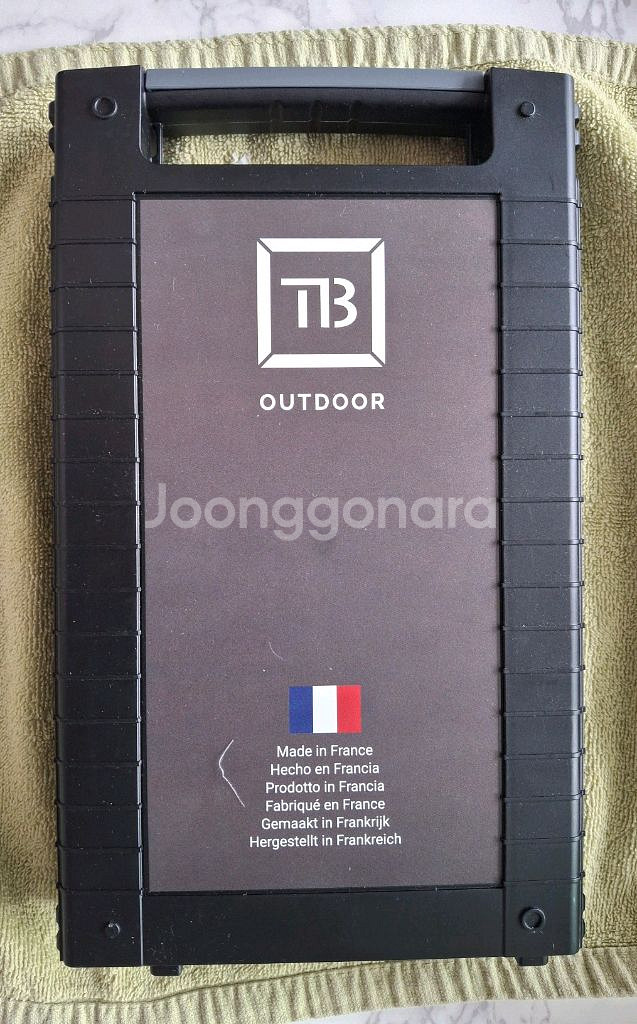 TB
OUTDOOR
Joonggonara
Made in France
Hecho en Francia
Prodotto in Francia
Fabriqué en France
Gemaakt in Frankrijk
Hergestellt in Frankreich